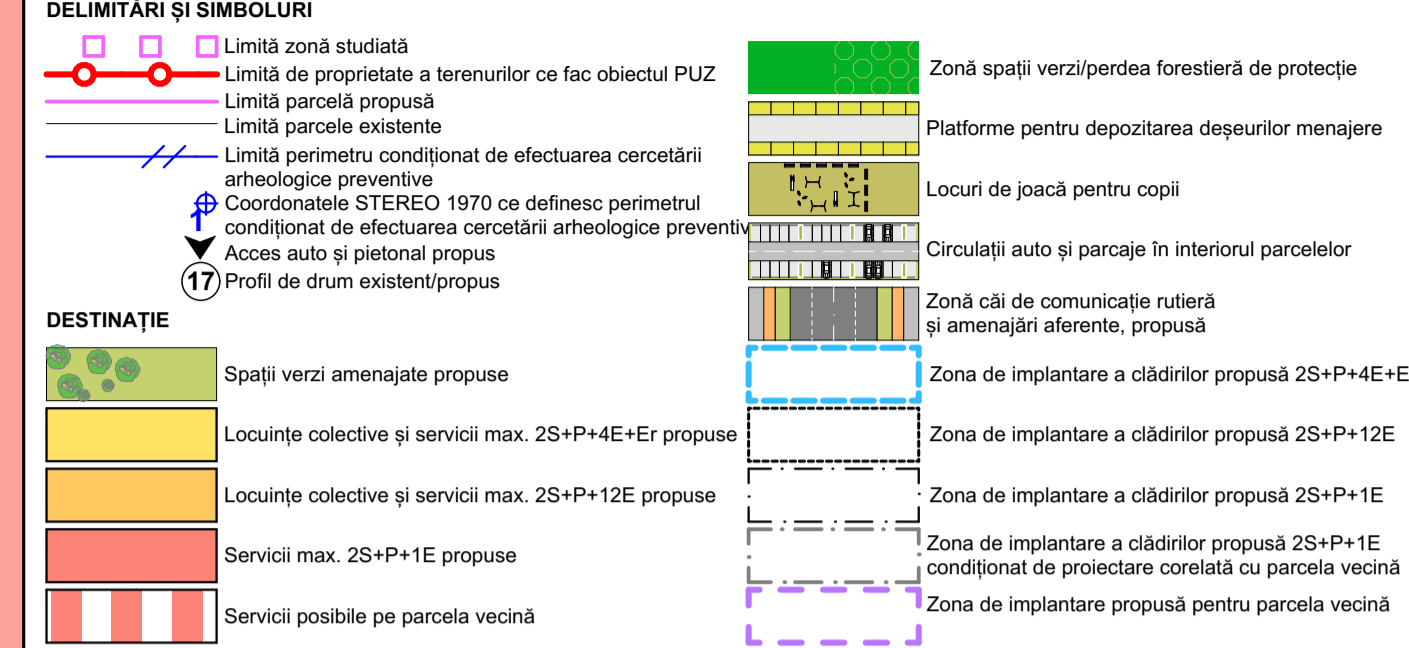 DELIMITĂRI ȘI SIMBOLURI
Limită zonă studiată
Limită de proprietate a terenurilor ce fac obiectul PUZ
Limită parcelă propusă
Limită parcele existente
Limită perimetru condiționat de efectuarea cercetării
arheologice preventive
1
Coordonatele STEREO 1970 ce definesc perimetrul
condiționat de efectuarea cercetării arheologice preventiv
Acces auto și pietonal propus
17
Profil de drum existent/propus
DESTINAȚIE
Spații verzi amenajate propuse
Locuințe colective și servicii max. 2S+P+4E+Er propuse
Locuințe colective și servicii max. 2S+P+12E propuse
Servicii max. 2S+P+1E propuse
Servicii posibile pe parcela vecină
Zonă spații verzi/perdea forestieră de protecție
Platforme pentru depozitarea deșeurilor menajere
Locuri de joacă pentru copii
Circulații auto și parcaje în interiorul parcelelor
Zonă căi de comunicație rutieră
și amenajări aferente, propusă
Zona de implantare a clădirilor propusă 2S+P+4E+E
Zona de implantare a clădirilor propusă 2S+P+12E
Zona de implantare a clădirilor propusă 2S+P+1E
Zona de implantare a clădirilor propusă 2S+P+1E
condiționat de proiectare corelată cu parcela vecină
Zona de implantare propusă pentru parcela vecină